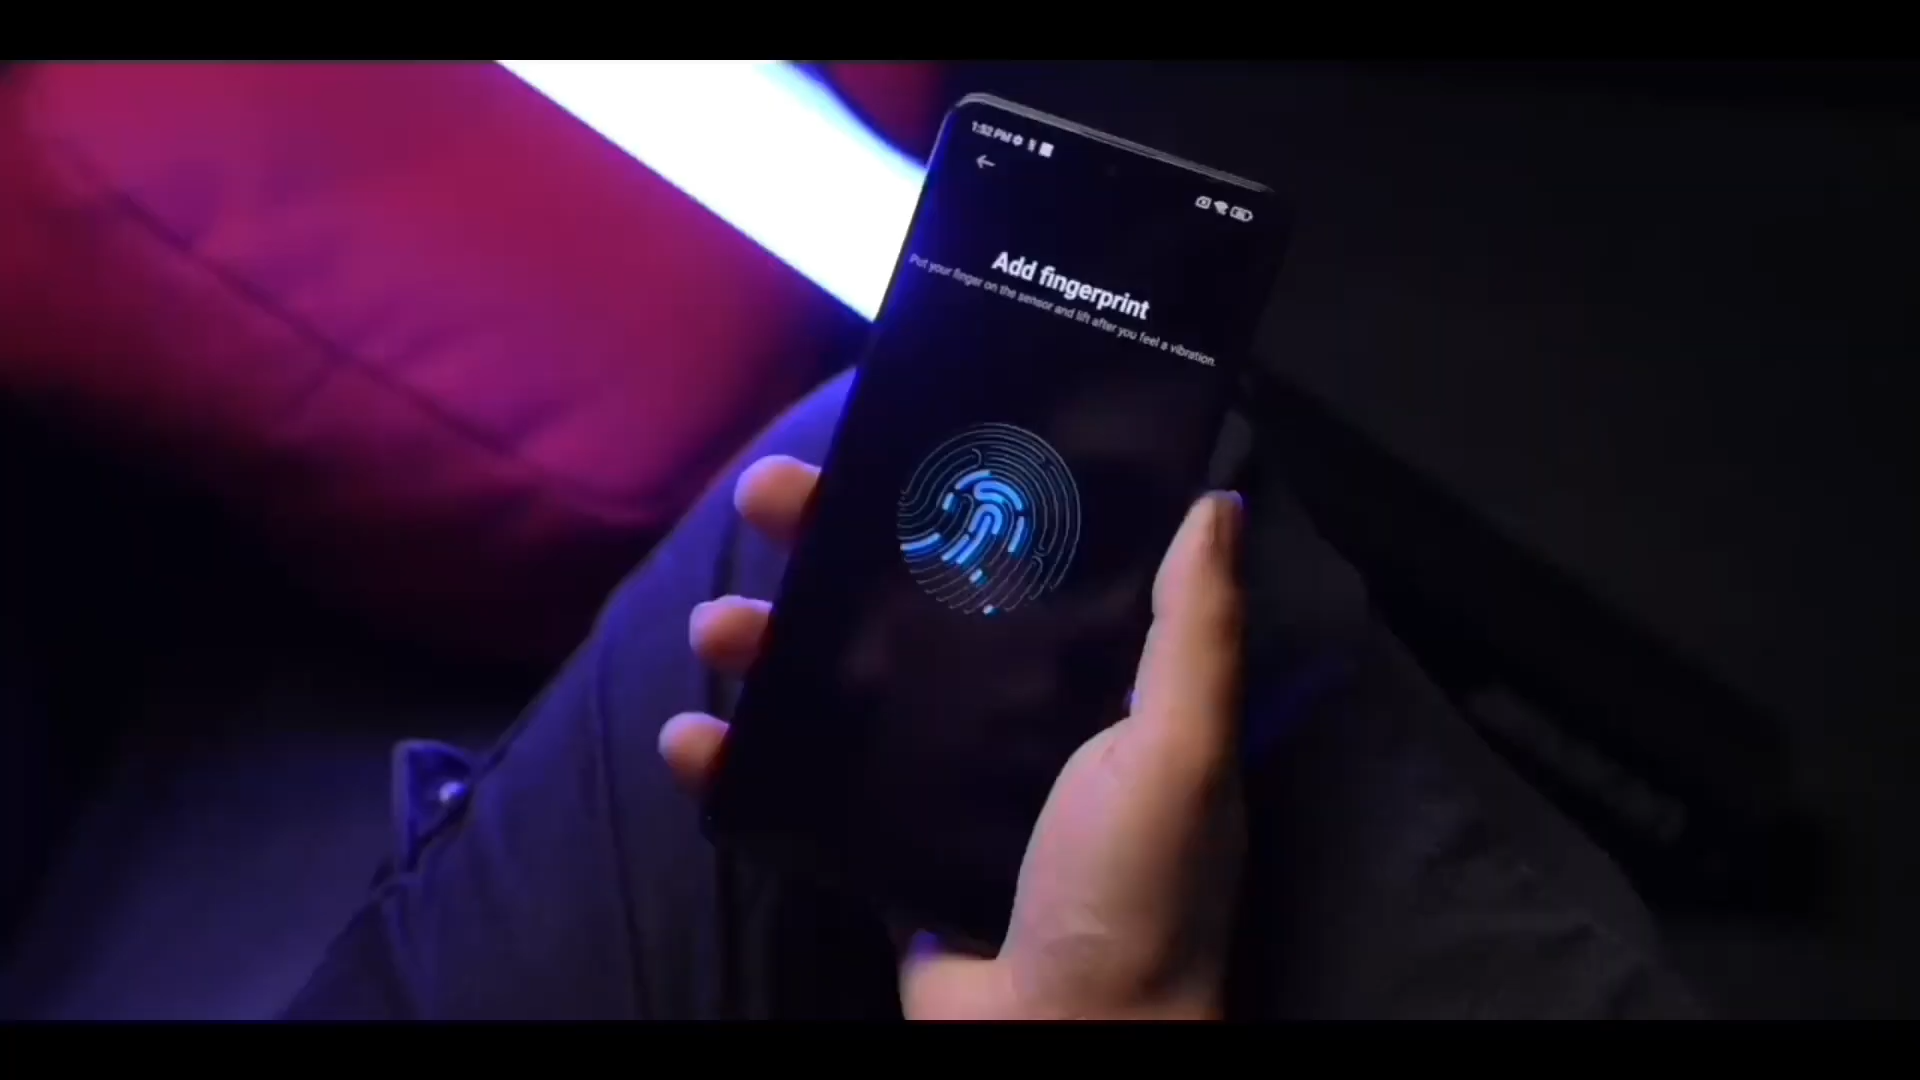 1:52 PM
Add fingerprint
Put your finger on the sensor and lift after you feel a vibration.